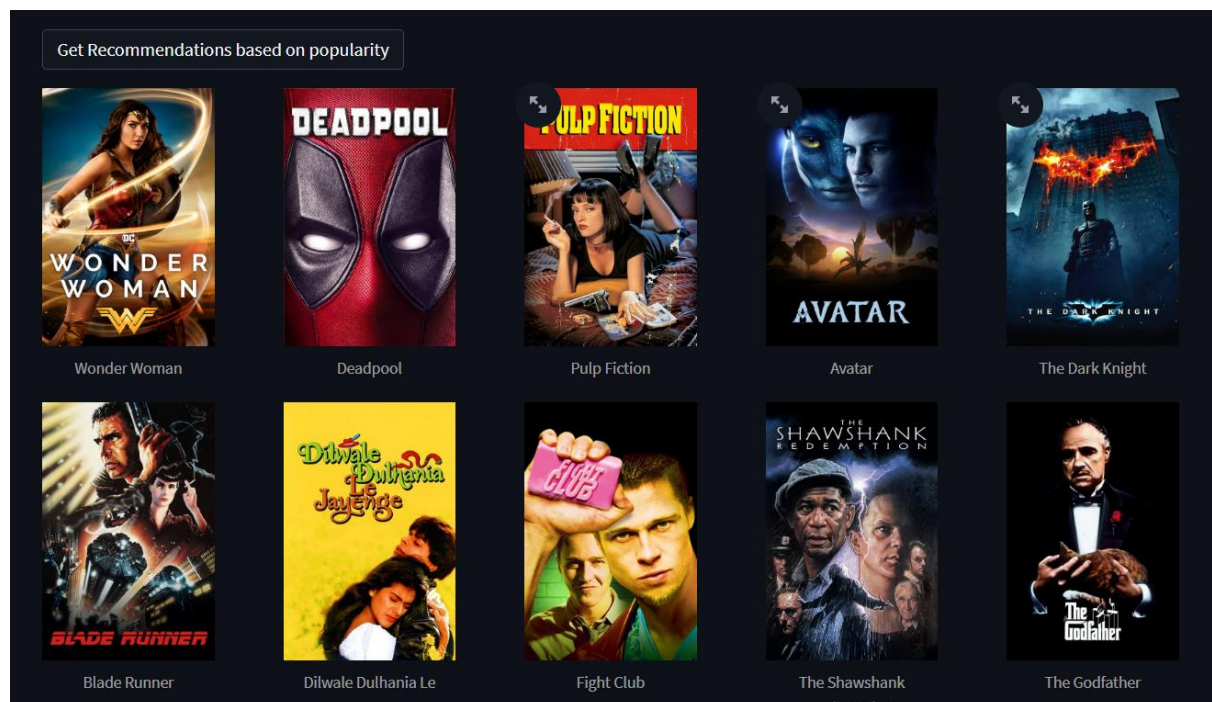 Get Recommendations based on popularity
DC
WONDER
WOMAN
Wonder Woman
DEADPOOL
Deadpool
PULP FICTION
Pulp Fiction
AVATAR
Avatar
THE DARK KNIGHT
The Dark Knight
BLADE RUNNER
Blade Runner
Dilwale
Dulhania
Le
Jayenge
Dilwale Dulhania Le
FIGHT
CLUB
Fight Club
THE
SHAWSHANK
REDEMPTION
The Shawshank
The
Godfather
The Godfather